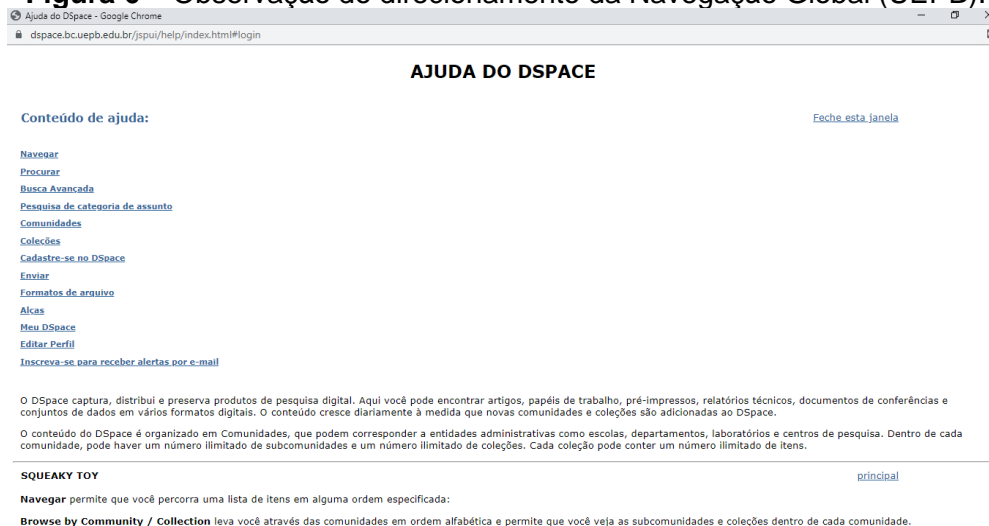 Ajuda do DSpace - Google Chrome
dspace.bc.uepb.edu.br/jspui/help/index.html#login
AJUDA DO DSPACE
Conteúdo de ajuda: Feche esta janela
Navegar
Procurar
Busca Avançada
Pesquisa de categoria de assunto
Comunidades
Coleções
Cadastre-se no DSpace
Enviar
Formatos de arquivo
Alças
Meu DSpace
Editar Perfil
Inscreva-se para receber alertas por e-mail
O DSpace captura, distribui e preserva produtos de pesquisa digital. Aqui você pode encontrar artigos, papéis de trabalho, pré-impressos, relatórios técnicos, documentos de conferências e
conjuntos de dados em vários formatos digitais. O conteúdo cresce diariamente à medida que novas comunidades e coleções são adicionadas ao DSpace.
O conteúdo do DSpace é organizado em Comunidades, que podem corresponder a entidades administrativas como escolas, departamentos, laboratórios e centros de pesquisa. Dentro de cada
comunidade, pode haver um número ilimitado de subcomunidades e um número ilimitado de coleções. Cada coleção pode conter um número ilimitado de itens.
SQUEAKY TOY principal
Navegar permite que você percorra uma lista de itens em alguma ordem especificada:
Browse by Community / Collection leva você através das comunidades em ordem alfabética e permite que você veja as subcomunidades e coleções dentro de cada comunidade.